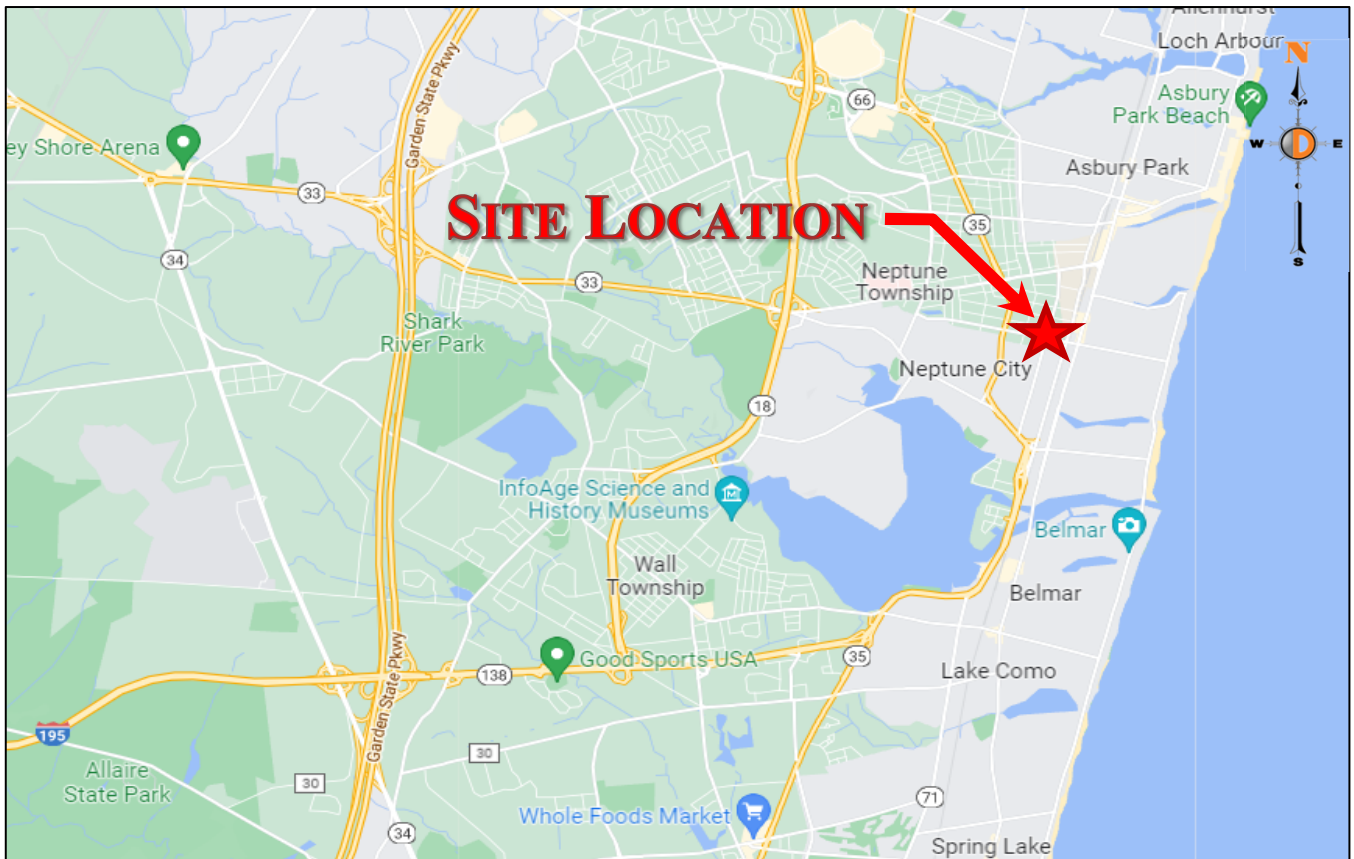 Allenhurst
Loch Arbour
N
Asbury
Park Beach
W
D
E
S
Garden State Pkwy
66
ey Shore Arena
33
Asbury Park
SITE LOCATION
35
34
Neptune
Township
33
Shark
River Park
Neptune City
18
InfoAge Science and
History Museums
Belmar
Wall
Township
Belmar
Garden State Pkwy
Good Sports USA
35
138
Lake Como
195
30
30
Allaire
State Park
71
Whole Foods Market
34
Spring Lake